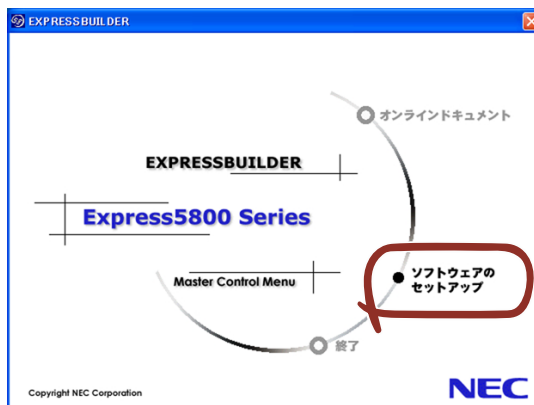 EXPRESSBUILDER
オンラインドキュメント
EXPRESSBUILDER
Express5800 Series
ソフトウェアの
セットアップ
Master Control Menu
終了
Copyright NEC Corporation
NEC